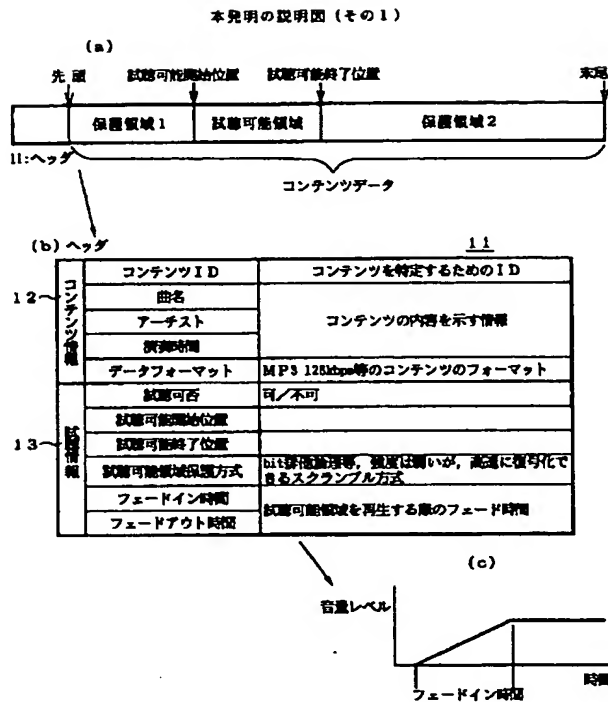 本発明の説明図(その1)
(a)
先頭 試聴可能開始位置 試聴可能終了位置 末尾
保護領域1 試聴可能領域 保護領域2
11:ヘッダ
コンテンツデータ
(b) ヘッダ 11
12 コンテンツ情報
コンテンツID コンテンツを特定するためのID
曲名
アーチスト コンテンツの内容を示す情報
演奏時間
データフォーマット MP3 128kbps等のコンテンツのフォーマット
13 試聴情報
試聴可否 可/不可
試聴可能開始位置
試聴可能終了位置
試聴可能領域保護方式 bit排他論理等,強度は弱いが,高速に復号化できるスクランブル方式
フェードイン時間 試聴可能領域を再生する際のフェード時間
フェードアウト時間
(c)
音量レベル
時間
フェードイン時間